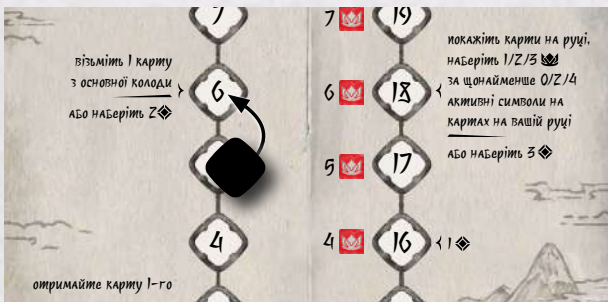 7
візьміть 1 карту
з основної колоди
або наберіть 2
6
4
отримайте карту 1-го
7 19
6 18
5 17
4 16
покажіть карти на руці,
наберіть 1/2/3
за щонайменше 0/2/4
активні символи на
картах на вашій руці
або наберіть 3
1